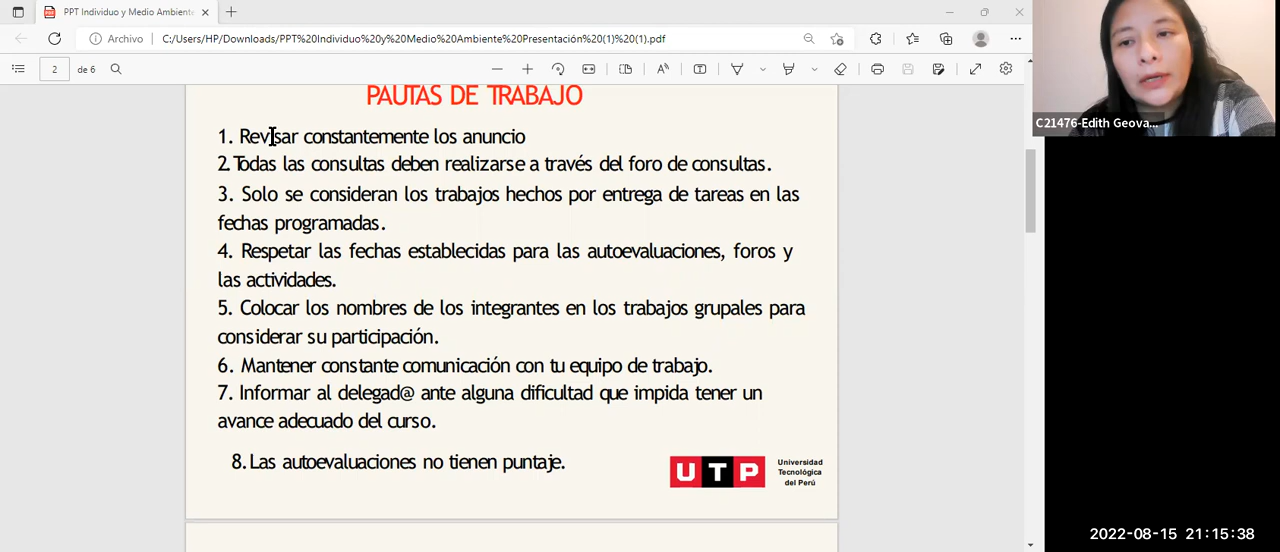 PPT Individuo y Medio Ambiente
Archivo
C:/Users/HP/Downloads/PPT%20Individuo%20y%20Medio%20Ambiente%20Presentación%20(1)%20(1).pdf
2 de 6
PAUTAS DE TRABAJO
1. Revisar constantemente los anuncio
2. Todas las consultas deben realizarse a través del foro de consultas.
3. Solo se consideran los trabajos hechos por entrega de tareas en las
fechas programadas.
4. Respetar las fechas establecidas para las autoevaluaciones, foros y
las actividades.
5. Colocar los nombres de los integrantes en los trabajos grupales para
considerar su participación.
6. Mantener constante comunicación con tu equipo de trabajo.
7. Informar al delegad@ ante alguna dificultad que impida tener un
avance adecuado del curso.
8. Las autoevaluaciones no tienen puntaje.
UTP
Universidad
Tecnológica
del Perú
C21476-Edith Geova...
2022-08-15 21:15:38